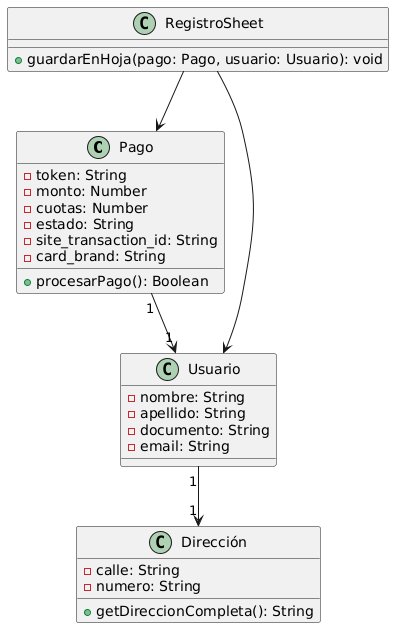 C RegistroSheet
guardarEnHoja(pago: Pago, usuario: Usuario): void
C Pago
token: String
monto: Number
cuotas: Number
estado: String
site_transaction_id: String
card_brand: String
procesarPago(): Boolean
1
1
C Usuario
nombre: String
apellido: String
documento: String
email: String
1
1
C Dirección
calle: String
numero: String
getDireccionCompleta(): String